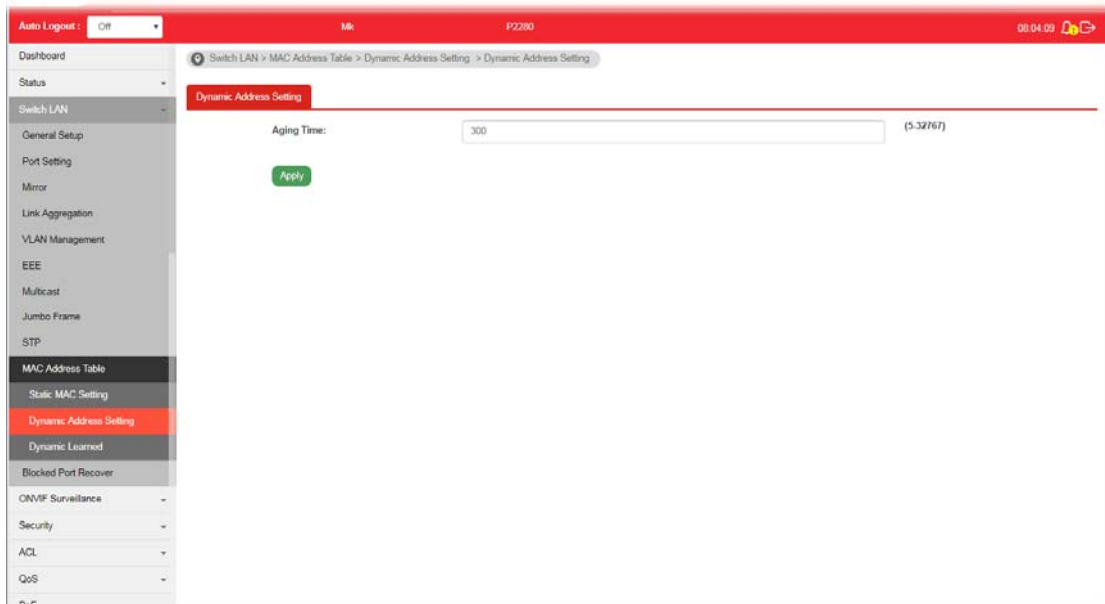 Auto Logout : Off Mk P2280 08:04:09
Dashboard
Switch LAN > MAC Address Table > Dynamic Address Setting > Dynamic Address Setting
Status
Dynamic Address Setting
Switch LAN
Aging Time: 300 (5-32767)
General Setup
Port Setting
Apply
Mirror
Link Aggregation
VLAN Management
EEE
Multicast
Jumbo Frame
STP
MAC Address Table
Static MAC Setting
Dynamic Address Setting
Dynamic Learned
Blocked Port Recover
ONVIF Surveillance
Security
ACL
QoS